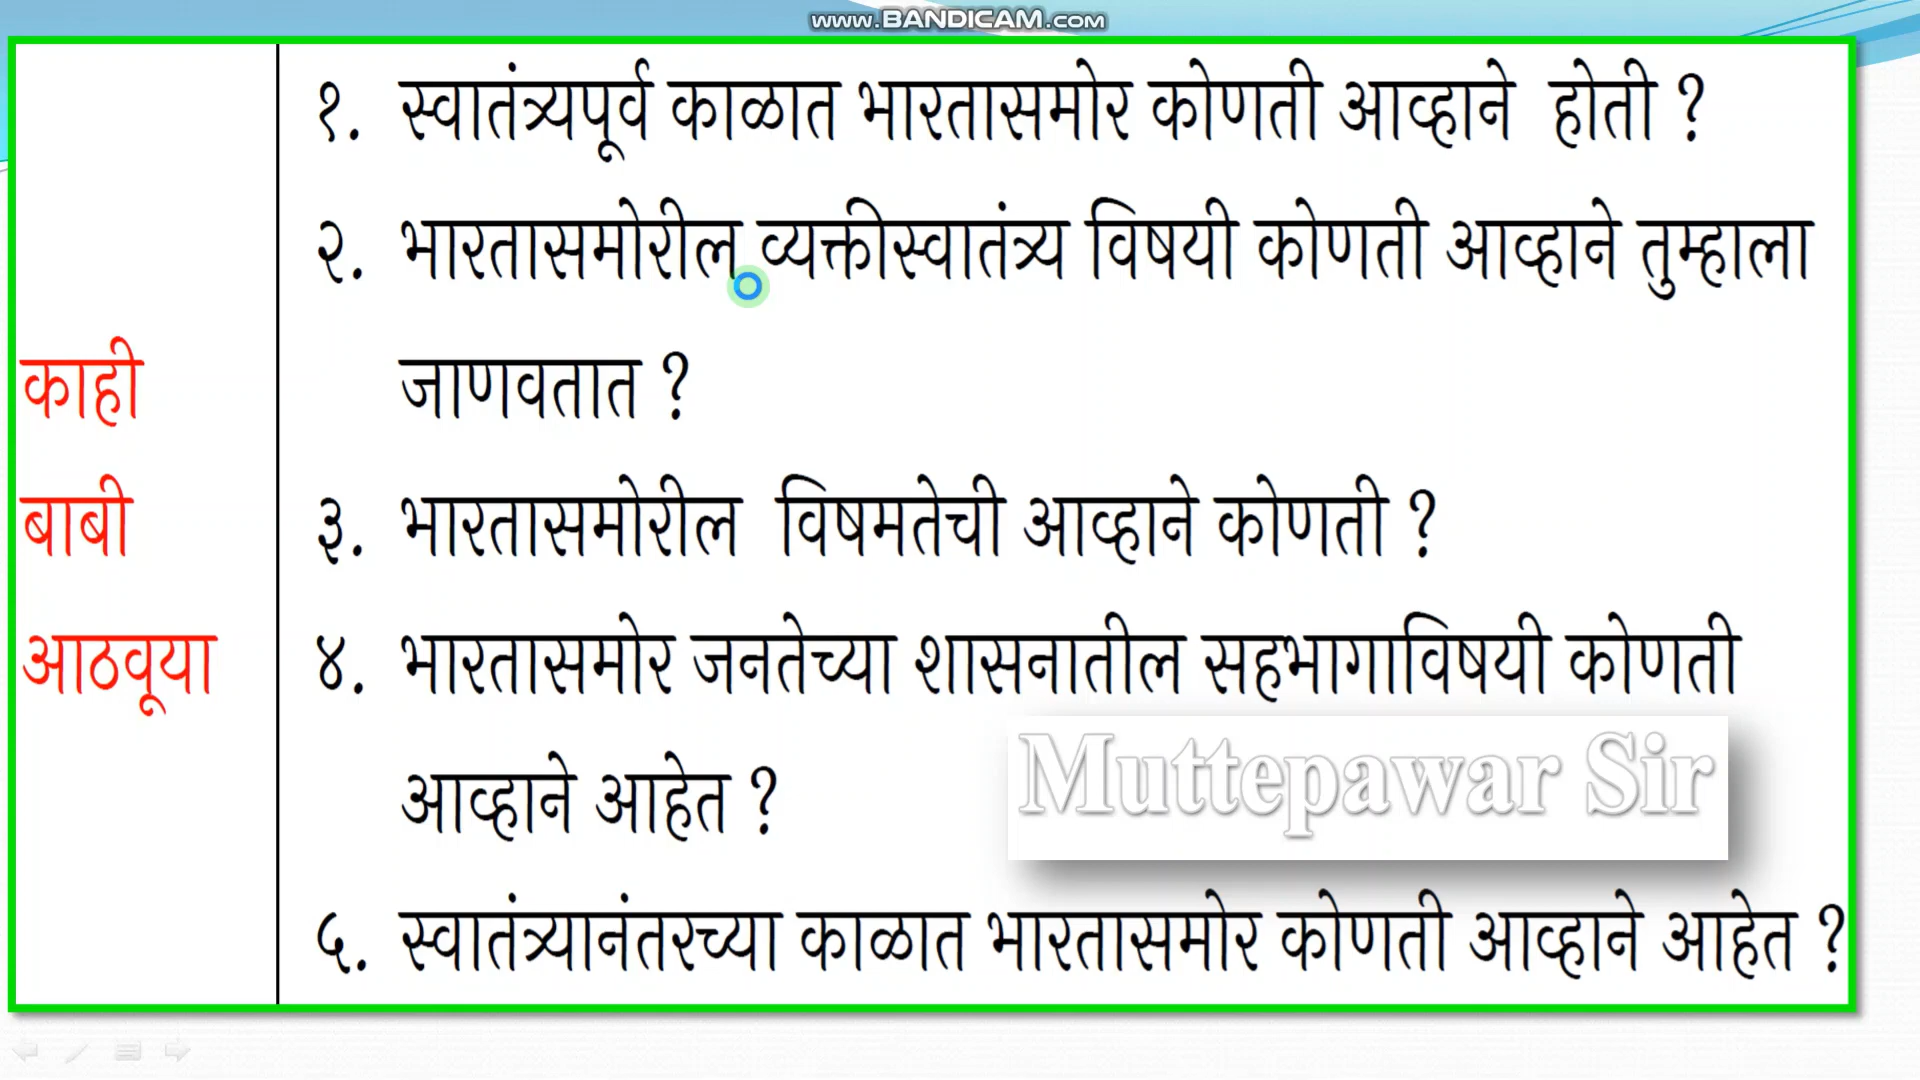 www.BANDICAM.com
१. स्वातंत्र्यपूर्व काळात भारतासमोर कोणती आव्हाने होती ?
२. भारतासमोरील व्यक्तीस्वातंत्र्य विषयी कोणती आव्हाने तुम्हाला
काही जाणवतात ?
बाबी ३. भारतासमोरील विषमतेची आव्हाने कोणती ?
आठवूया ४. भारतासमोर जनतेच्या शासनातील सहभागाविषयी कोणती
आव्हाने आहेत ?
Muttepawar Sir
५. स्वातंत्र्यानंतरच्या काळात भारतासमोर कोणती आव्हाने आहेत ?